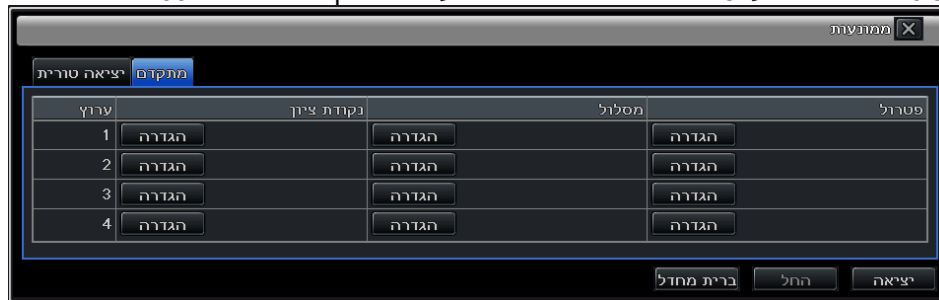 ממונעות
יציאה טורית מתקדם
ערוץ נקודת ציון מסלול פטרול
1 הגדרה הגדרה הגדרה
2 הגדרה הגדרה הגדרה
3 הגדרה הגדרה הגדרה
4 הגדרה הגדרה הגדרה
ברית מחדל החל יציאה